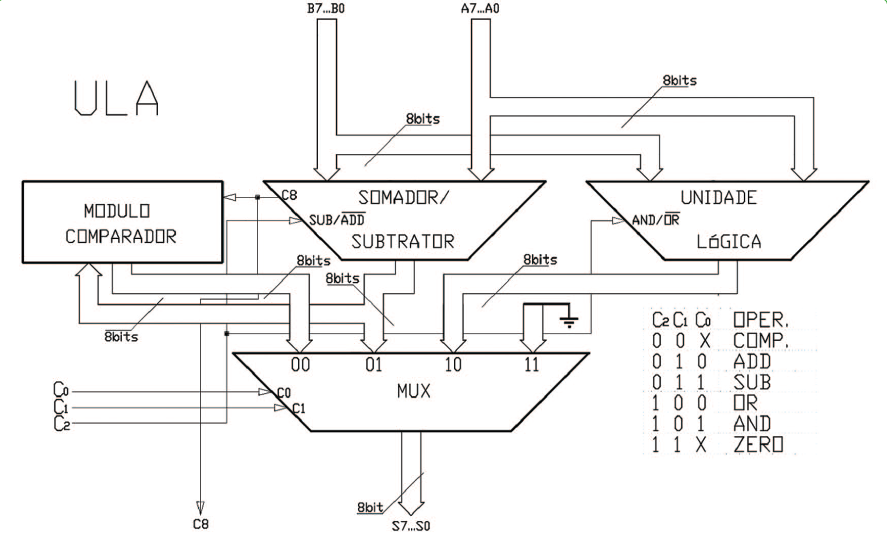 B7...B0
A7...A0
ULA
8bits
8bits
MODULO
COMPARADOR
C8
SUB/ADD
SOMADOR/
SUBTRATOR
AND/OR
UNIDADE
LóGICA
8bits
8bits
8bits
8bits
00 01 10 11
MUX
C0
C1
C0
C1
C2
C2 C1 C0 OPER.
0 0 X COMP.
0 1 0 ADD
0 1 1 SUB
1 0 0 OR
1 0 1 AND
1 1 X ZERO
8bit
C8
S7...S0